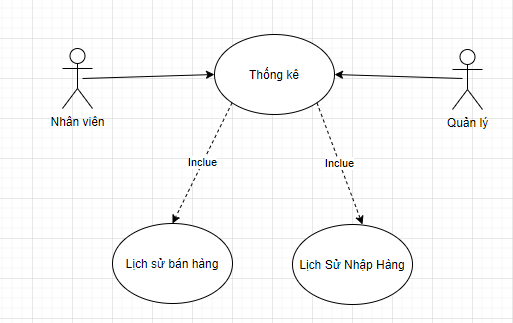 Thống kê
Nhân viên
Quản lý
Inclue
Inclue
Lịch sử bán hàng
Lịch Sử Nhập Hàng